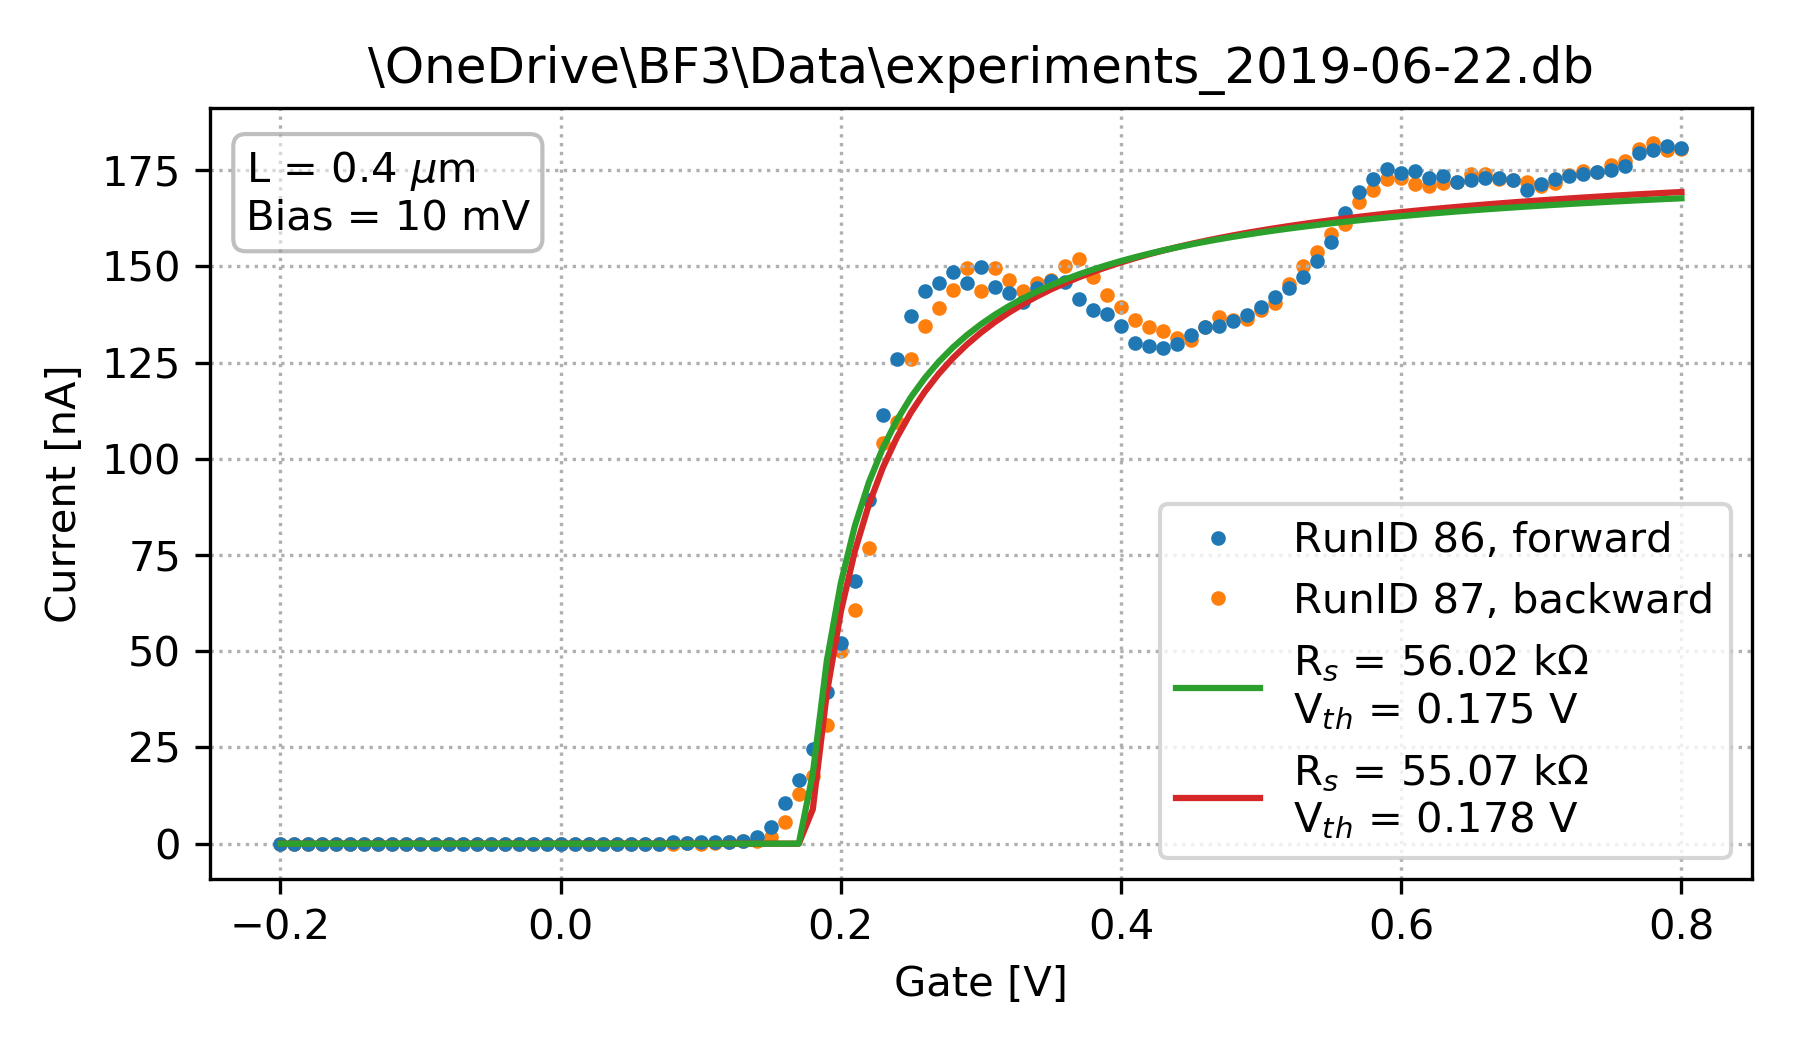 \OneDrive\BF3\Data\experiments_2019-06-22.db
L = 0.4 μm
Bias = 10 mV
Current [nA]
175
150
125
100
75
50
25
0
RunID 86, forward
RunID 87, backward
Rs = 56.02 kΩ
Vth = 0.175 V
Rs = 55.07 kΩ
Vth = 0.178 V
−0.2 0.0 0.2 0.4 0.6 0.8
Gate [V]